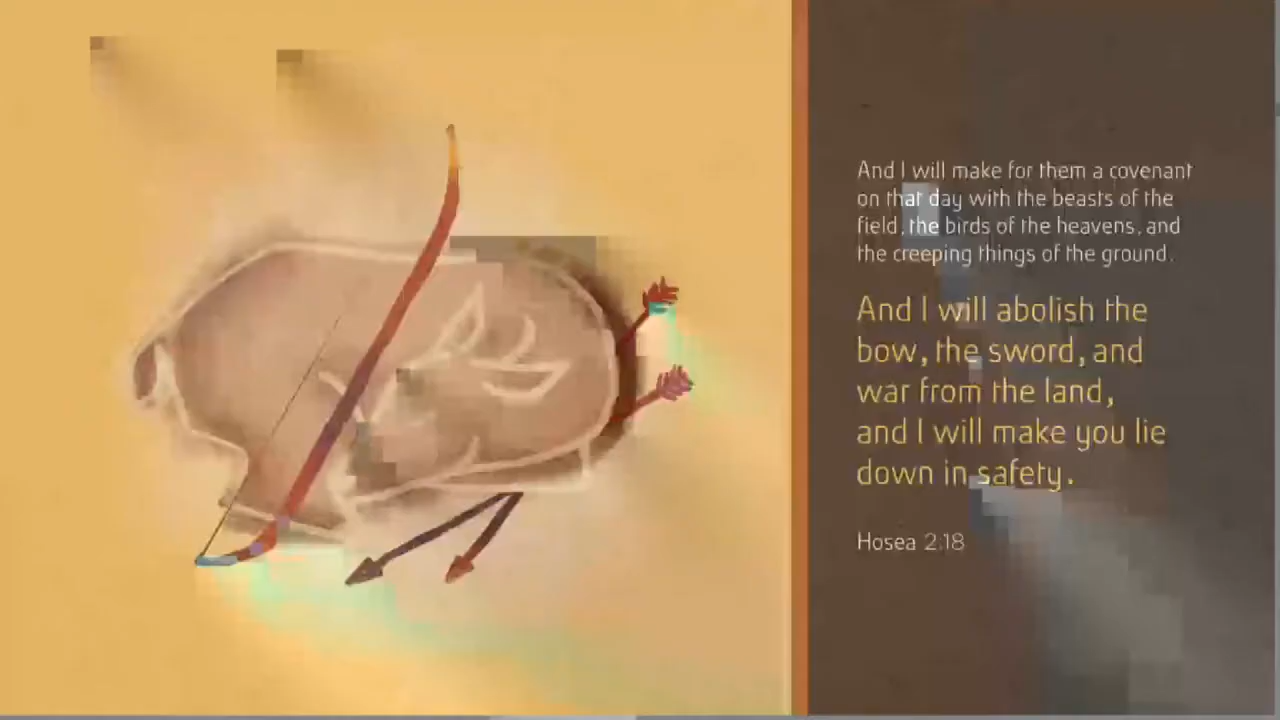 And I will make for them a covenant
on that day with the beasts of the
field, the birds of the heavens, and
the creeping things of the ground.
And I will abolish the
bow, the sword, and
war from the land,
and I will make you lie
down in safety.
Hosea 2:18